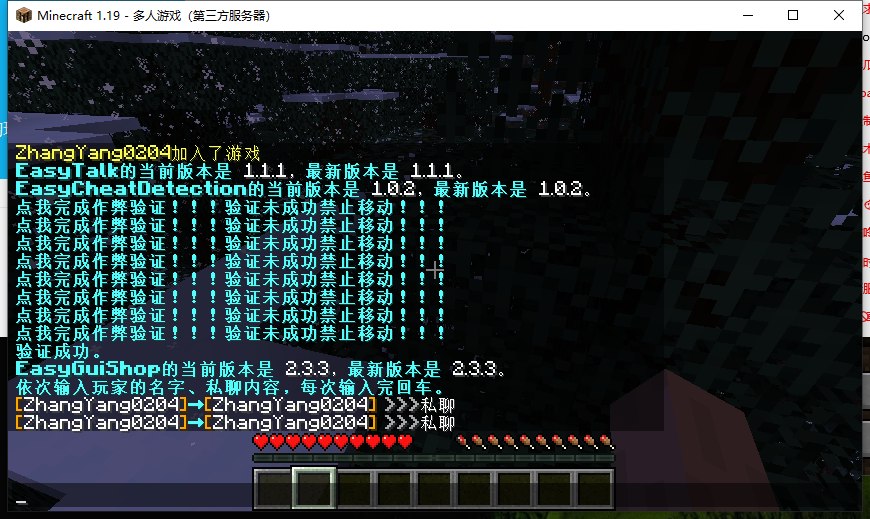 Minecraft 1.19 - 多人游戏（第三方服务器）
ZhangYang0204加入了游戏
EasyTalk的当前版本是 1.1.1，最新版本是 1.1.1。
EasyCheatDetection的当前版本是 1.0.2，最新版本是 1.0.2。
点我完成作弊验证！！！验证未成功禁止移动！！！
点我完成作弊验证！！！验证未成功禁止移动！！！
点我完成作弊验证！！！验证未成功禁止移动！！！
点我完成作弊验证！！！验证未成功禁止移动！！！
点我完成作弊验证！！！验证未成功禁止移动！！！
点我完成作弊验证！！！验证未成功禁止移动！！！
点我完成作弊验证！！！验证未成功禁止移动！！！
点我完成作弊验证！！！验证未成功禁止移动！！！
验证成功。
EasyGuiShop的当前版本是 2.3.3，最新版本是 2.3.3。
依次输入玩家的名字、私聊内容，每次输入完回车。
[ZhangYang0204]→[ZhangYang0204] >>>私聊
[ZhangYang0204]→[ZhangYang0204] >>>私聊
_